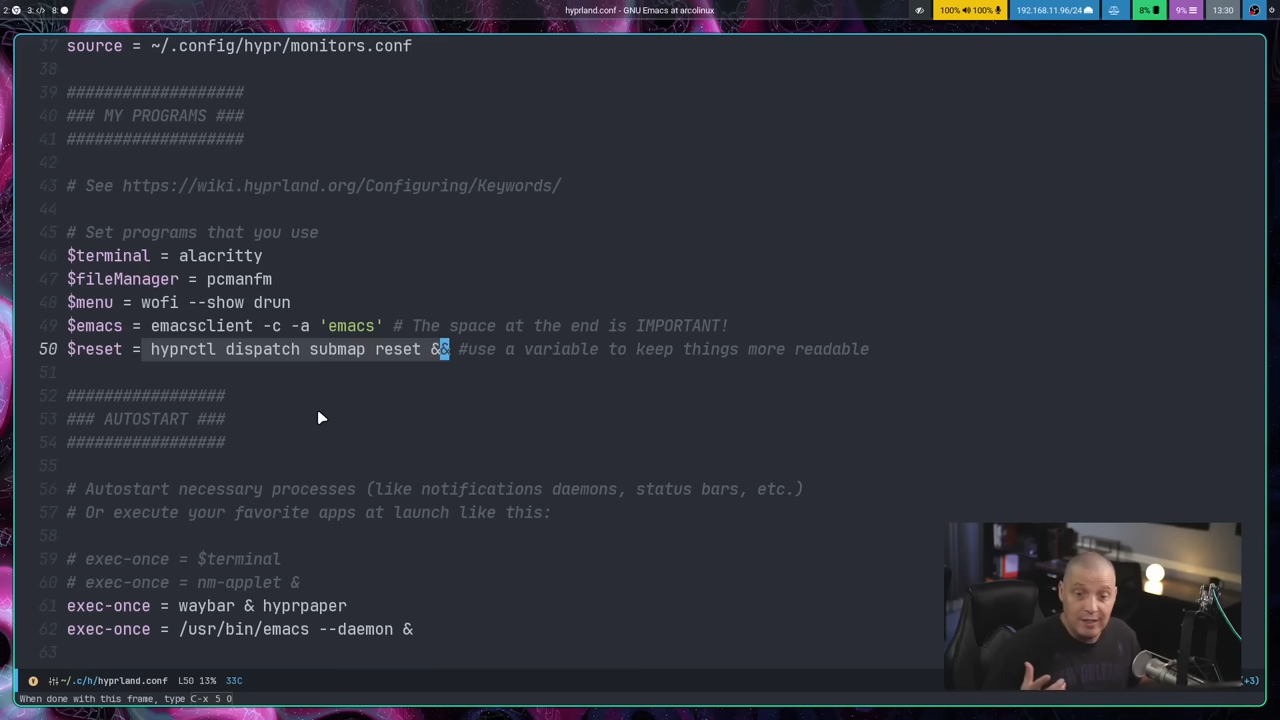 2: 3: 8: hyprland.conf - GNU Emacs at arcolinux 100% 100% 192.168.11.96/24 8% 9% 13:30
37 source = ~/.config/hypr/monitors.conf
38
39 ###################
40 ### MY PROGRAMS ###
41 ###################
42
43 # See https://wiki.hyprland.org/Configuring/Keywords/
44
45 # Set programs that you use
46 $terminal = alacritty
47 $fileManager = pcmanfm
48 $menu = wofi --show drun
49 $emacs = emacsclient -c -a 'emacs' # The space at the end is IMPORTANT!
50 $reset = hyprctl dispatch submap reset && #use a variable to keep things more readable
51
52 #################
53 ### AUTOSTART ###
54 #################
55
56 # Autostart necessary processes (like notifications daemons, status bars, etc.)
57 # Or execute your favorite apps at launch like this:
58
59 # exec-once = $terminal
60 # exec-once = nm-applet &
61 exec-once = waybar & hyprpaper
62 exec-once = /usr/bin/emacs --daemon &
63
~/.c/h/hyprland.conf L50 13% 33C +3)
When done with this frame, type C-x 5 0